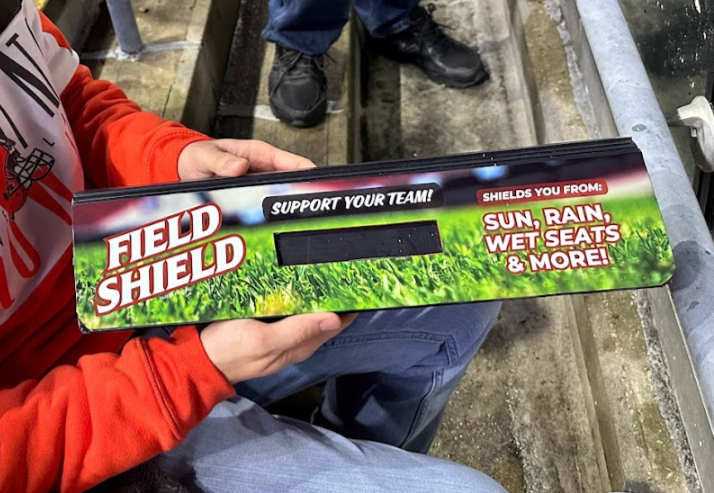 FIELD
SHIELD
SUPPORT YOUR TEAM!
SHIELDS YOU FROM:
SUN, RAIN,
WET SEATS
& MORE!